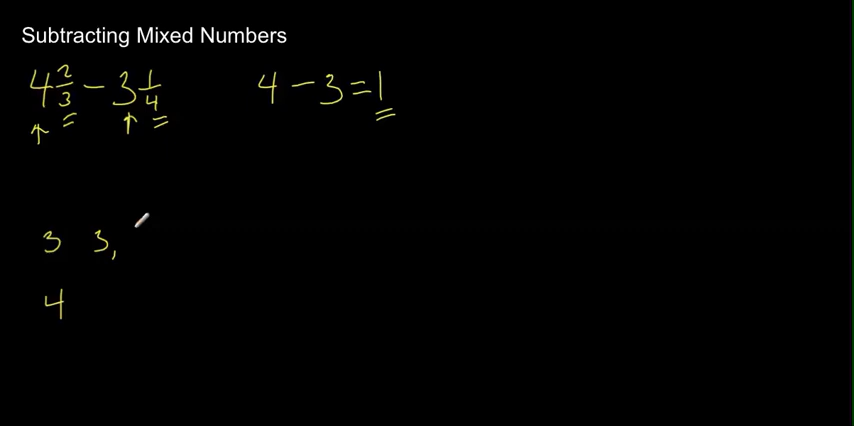 Subtracting Mixed Numbers
4 2/3 − 3 1/4 4 − 3 = 1
3 3,
4